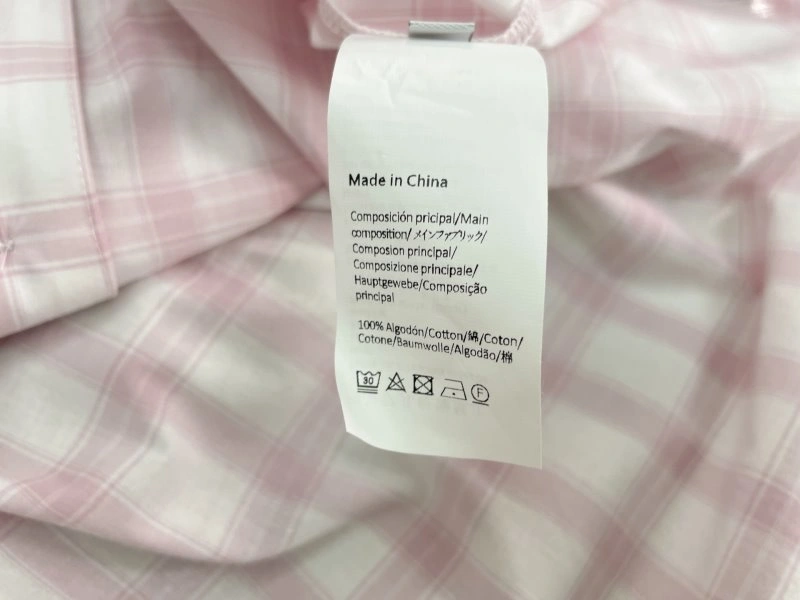 Made in China
Composición pricipal/Main
composition/メインファブリック/
Composion principal/
Composizione principale/
Hauptgewebe/Composição
principal
100% Algodón/Cotton/綿/Coton/
Cotone/Baumwolle/Algodão/棉
30 F